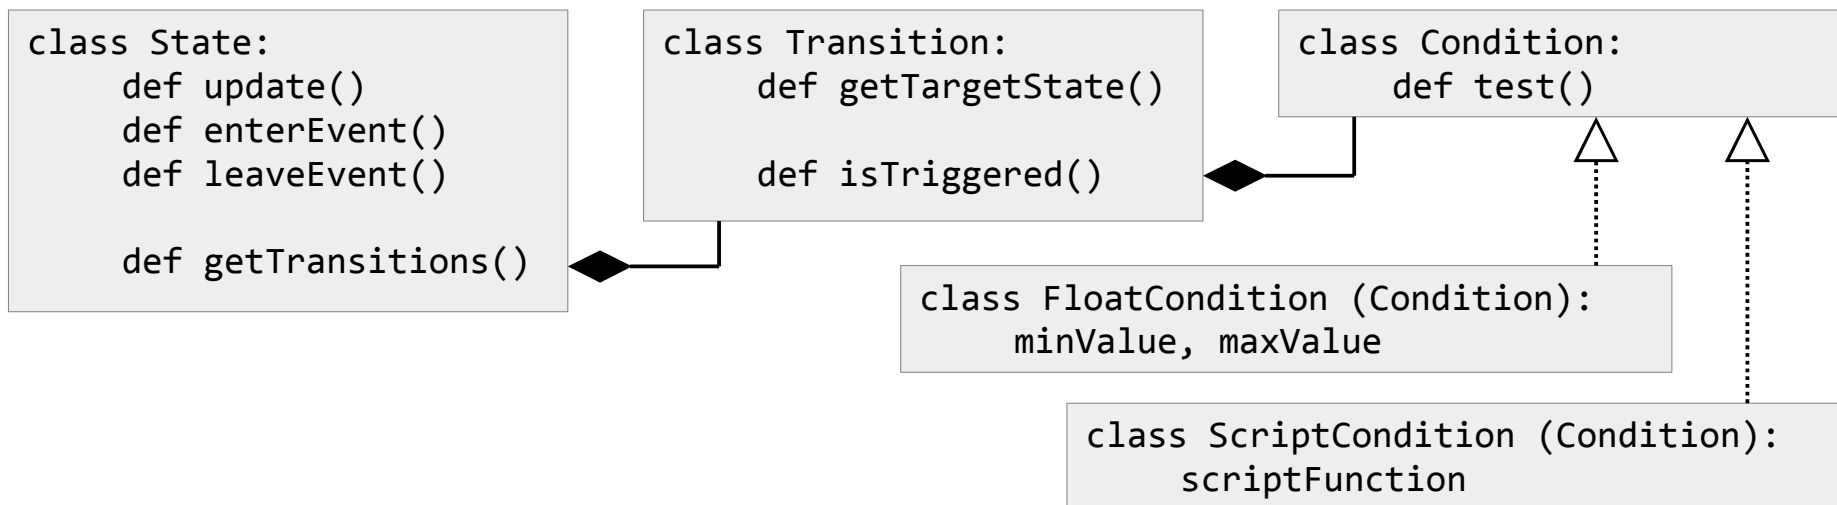 class State:
def update()
def enterEvent()
def leaveEvent()
def getTransitions()
class Transition:
def getTargetState()
def isTriggered()
class Condition:
def test()
class FloatCondition (Condition):
minValue, maxValue
class ScriptCondition (Condition):
scriptFunction